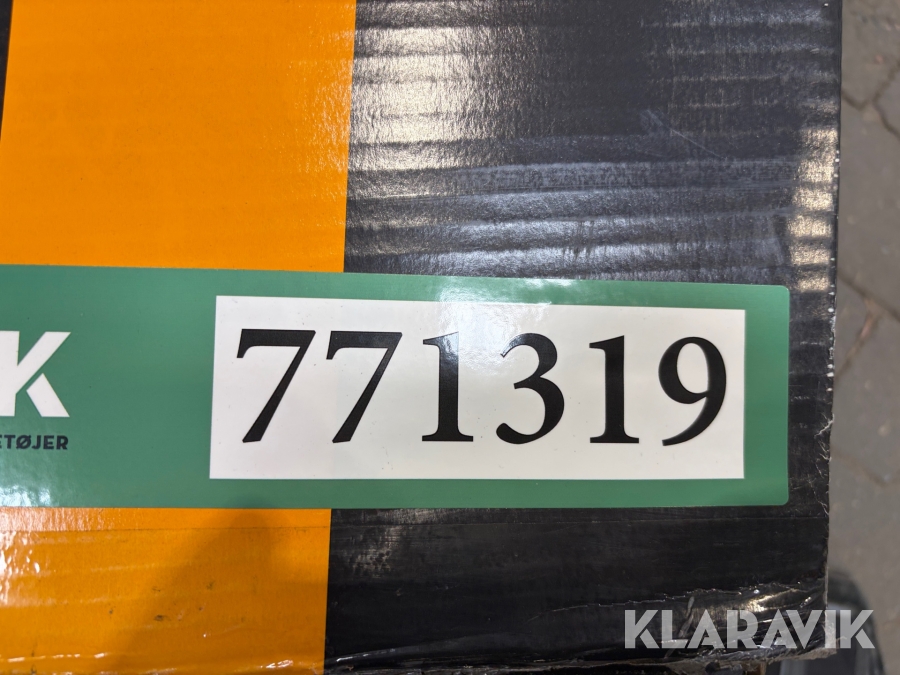 K
771319
ETØJER
KLARAVIK